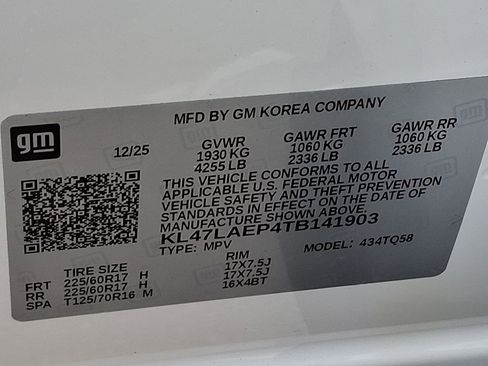 MFD BY GM KOREA COMPANY
gm
12/25
GVWR GAWR FRT GAWR RR
1930 KG 1060 KG 1060 KG
4255 LB 2336 LB 2336 LB
THIS VEHICLE CONFORMS TO ALL
APPLICABLE U.S. FEDERAL MOTOR
VEHICLE SAFETY AND THEFT PREVENTION
STANDARDS IN EFFECT ON THE DATE OF
MANUFACTURE SHOWN ABOVE.
KL47LAEP4TB141903
TYPE: MPV MODEL: 434TQ58
TIRE SIZE RIM
FRT 225/60R17 H 17X7.5J
RR 225/60R17 H 17X7.5J
SPA T125/70R16 M 16X4BT